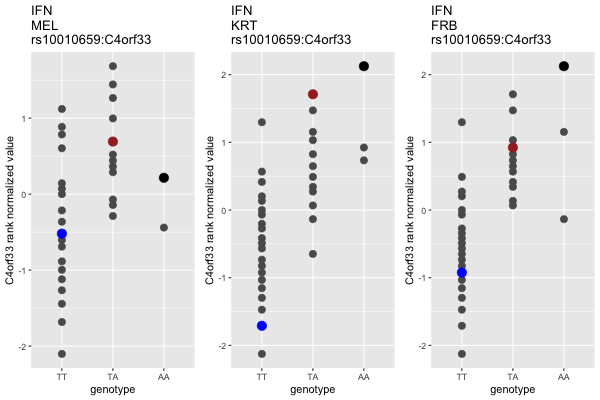 IFN
MEL
rs10010659:C4orf33
C4orf33 rank normalized value
1
0
-1
-2
TT TA AA
genotype
IFN
KRT
rs10010659:C4orf33
C4orf33 rank normalized value
2
1
0
-1
-2
TT TA AA
genotype
IFN
FRB
rs10010659:C4orf33
C4orf33 rank normalized value
2
1
0
-1
-2
TT TA AA
genotype